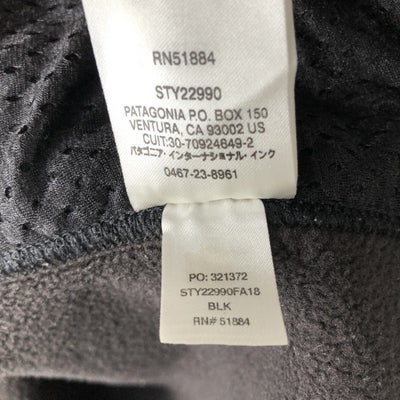 RN51884
STY22990
PATAGONIA P.O. BOX 150
VENTURA, CA 93002 US
CUIT:30-70924649-2
パタゴニア・インターナショナル・インク
0467-23-8961
PO: 321372
STY22990FA18
BLK
RN# 51884